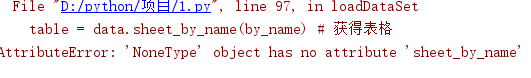 File "D:/python/项目/1.py", line 97, in loadDataSet
table = data.sheet_by_name(by_name) # 获得表格
AttributeError: 'NoneType' object has no attribute 'sheet_by_name'